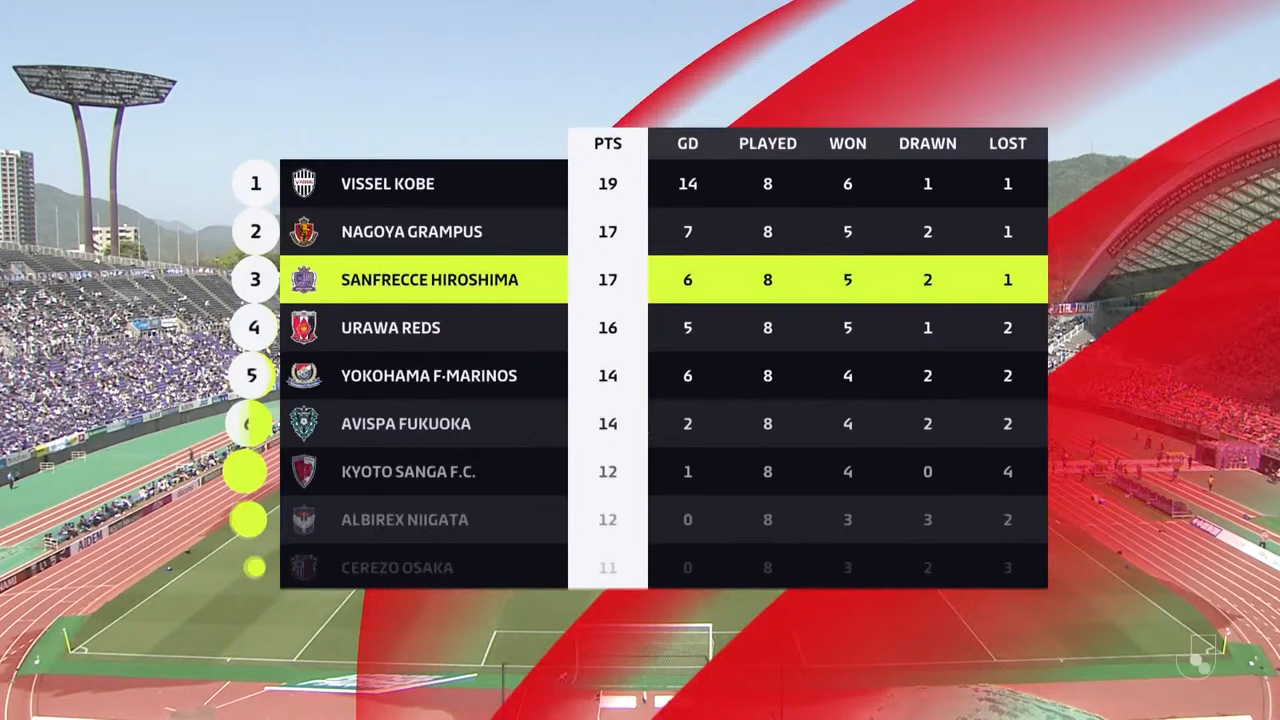 PTS GD PLAYED WON DRAWN LOST
1 VISSEL KOBE 19 14 8 6 1 1
2 NAGOYA GRAMPUS 17 7 8 5 2 1
3 SANFRECCE HIROSHIMA 17 6 8 5 2 1
4 URAWA REDS 16 5 8 5 1 2
5 YOKOHAMA F·MARINOS 14 6 8 4 2 2
6 AVISPA FUKUOKA 14 2 8 4 2 2
KYOTO SANGA F.C. 12 1 8 4 0 4
ALBIREX NIIGATA 12 0 8 3 3 2
CEREZO OSAKA 11 0 8 3 2 3
AIDEM